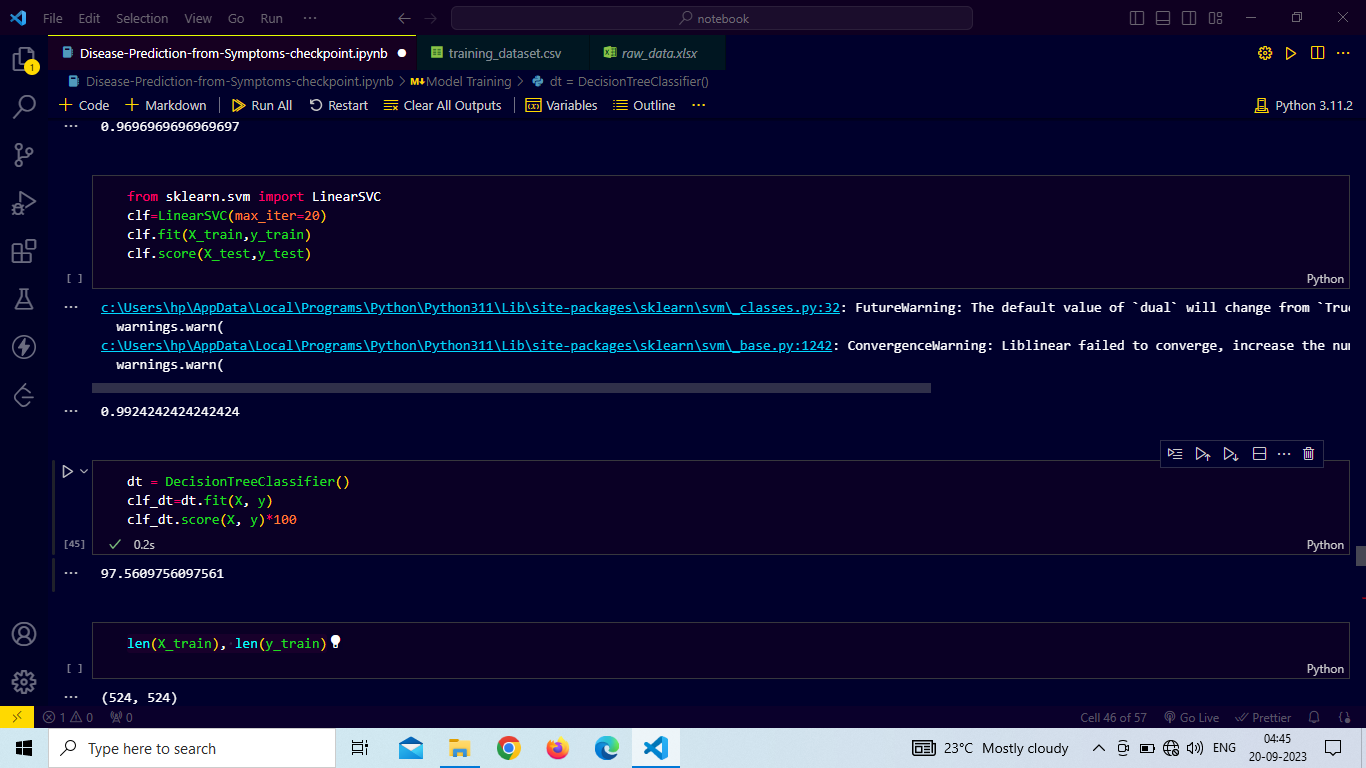 File Edit Selection View Go Run ··· notebook
Disease-Prediction-from-Symptoms-checkpoint.ipynb training_dataset.csv raw_data.xlsx
Disease-Prediction-from-Symptoms-checkpoint.ipynb > M↓Model Training > dt = DecisionTreeClassifier()
+ Code + Markdown Run All Restart Clear All Outputs Variables Outline ··· Python 3.11.2
1
··· 0.9696969696969697
from sklearn.svm import LinearSVC
clf=LinearSVC(max_iter=20)
clf.fit(X_train,y_train)
clf.score(X_test,y_test)
[ ] Python
··· c:\Users\hp\AppData\Local\Programs\Python\Python311\Lib\site-packages\sklearn\svm\_classes.py:32: FutureWarning: The default value of `dual` will change from `True
warnings.warn(
c:\Users\hp\AppData\Local\Programs\Python\Python311\Lib\site-packages\sklearn\svm\_base.py:1242: ConvergenceWarning: Liblinear failed to converge, increase the num
warnings.warn(
··· 0.9924242424242424
dt = DecisionTreeClassifier()
clf_dt=dt.fit(X, y)
clf_dt.score(X, y)*100
[45] ✓ 0.2s Python
··· 97.5609756097561
len(X_train), len(y_train)
[ ] Python
··· (524, 524)
1 0 0 Cell 46 of 57 Go Live Prettier
Type here to search 23°C Mostly cloudy ENG 04:45
20-09-2023